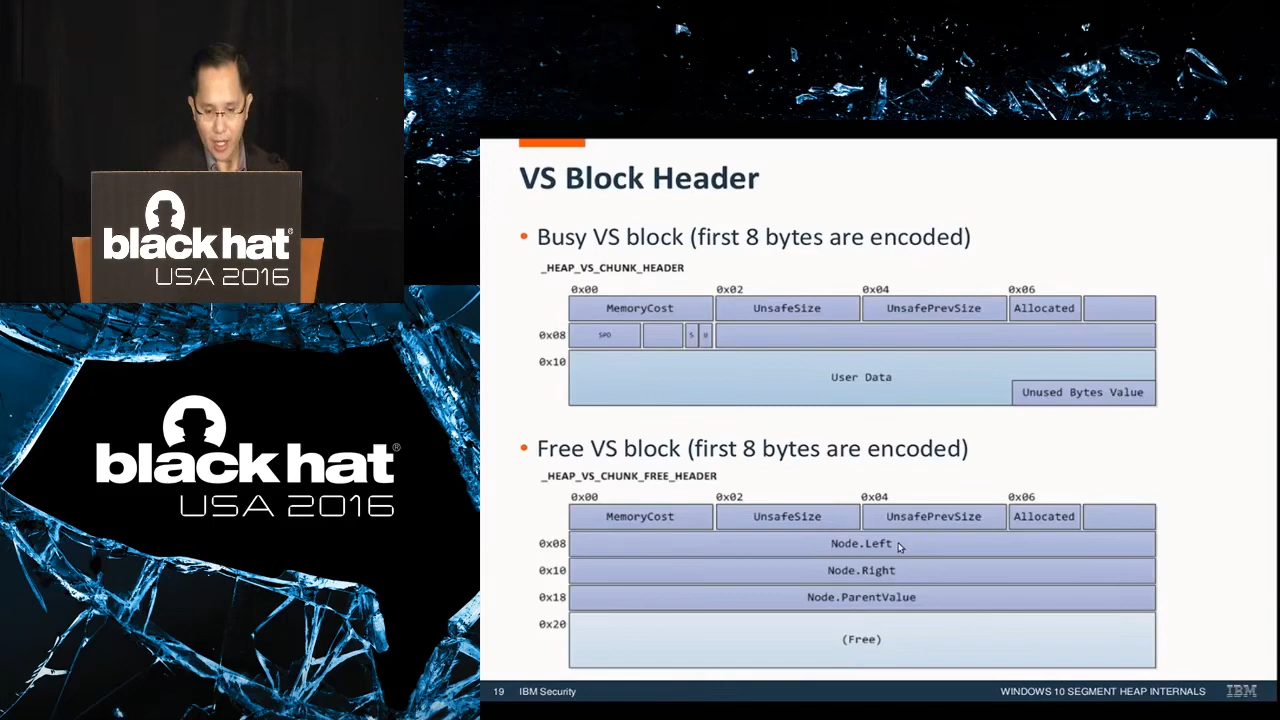 black hat®
USA 2016
black hat®
USA 2016
VS Block Header
• Busy VS block (first 8 bytes are encoded)
_HEAP_VS_CHUNK_HEADER
0x00 0x02 0x04 0x06
MemoryCost UnsafeSize UnsafePrevSize Allocated
0x08 SPO S U
0x10
User Data
Unused Bytes Value
• Free VS block (first 8 bytes are encoded)
_HEAP_VS_CHUNK_FREE_HEADER
0x00 0x02 0x04 0x06
MemoryCost UnsafeSize UnsafePrevSize Allocated
0x08 Node.Left
0x10 Node.Right
0x18 Node.ParentValue
0x20
(Free)
19 IBM Security WINDOWS 10 SEGMENT HEAP INTERNALS IBM